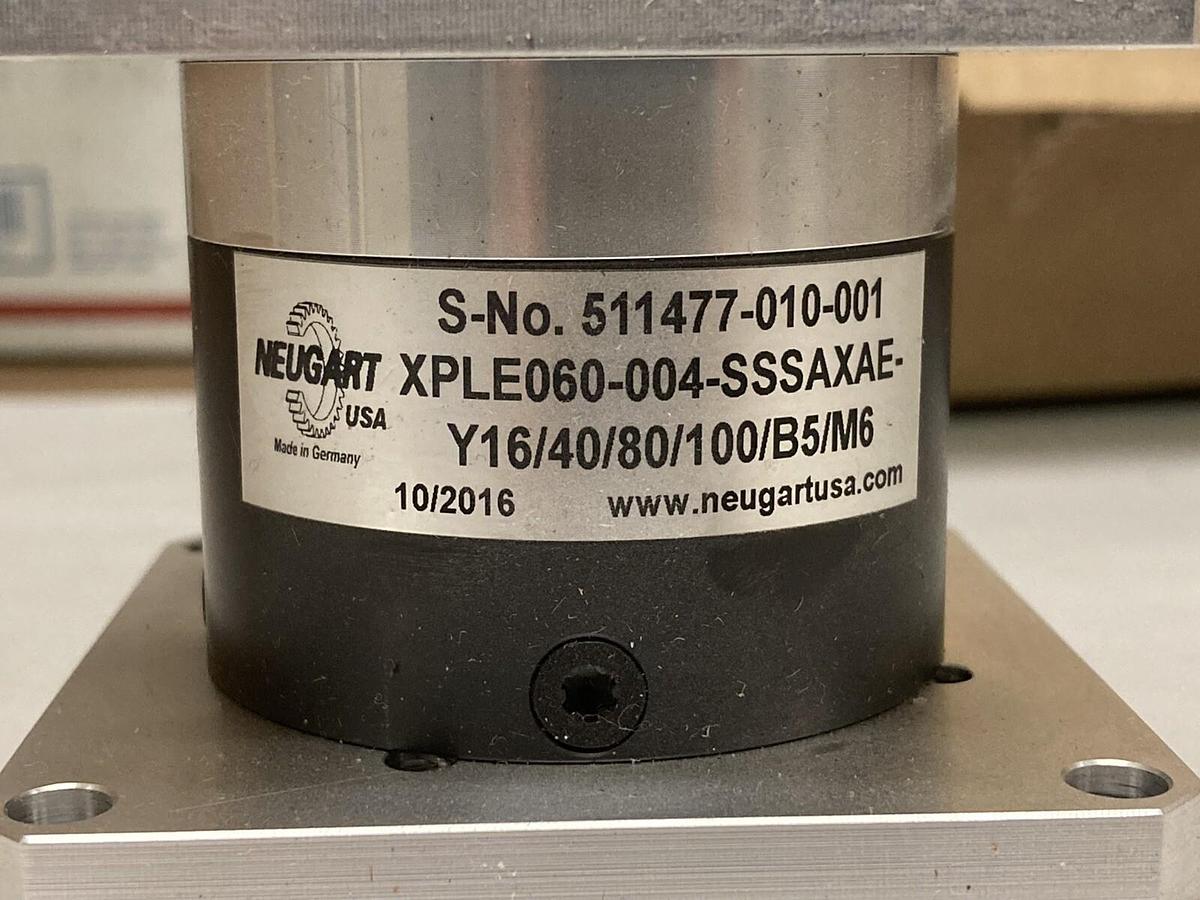 S-No. 511477-010-001
NEUGART
USA
Made in Germany
XPLE060-004-SSSAXAE-
Y16/40/80/100/B5/M6
10/2016
www.neugartusa.com